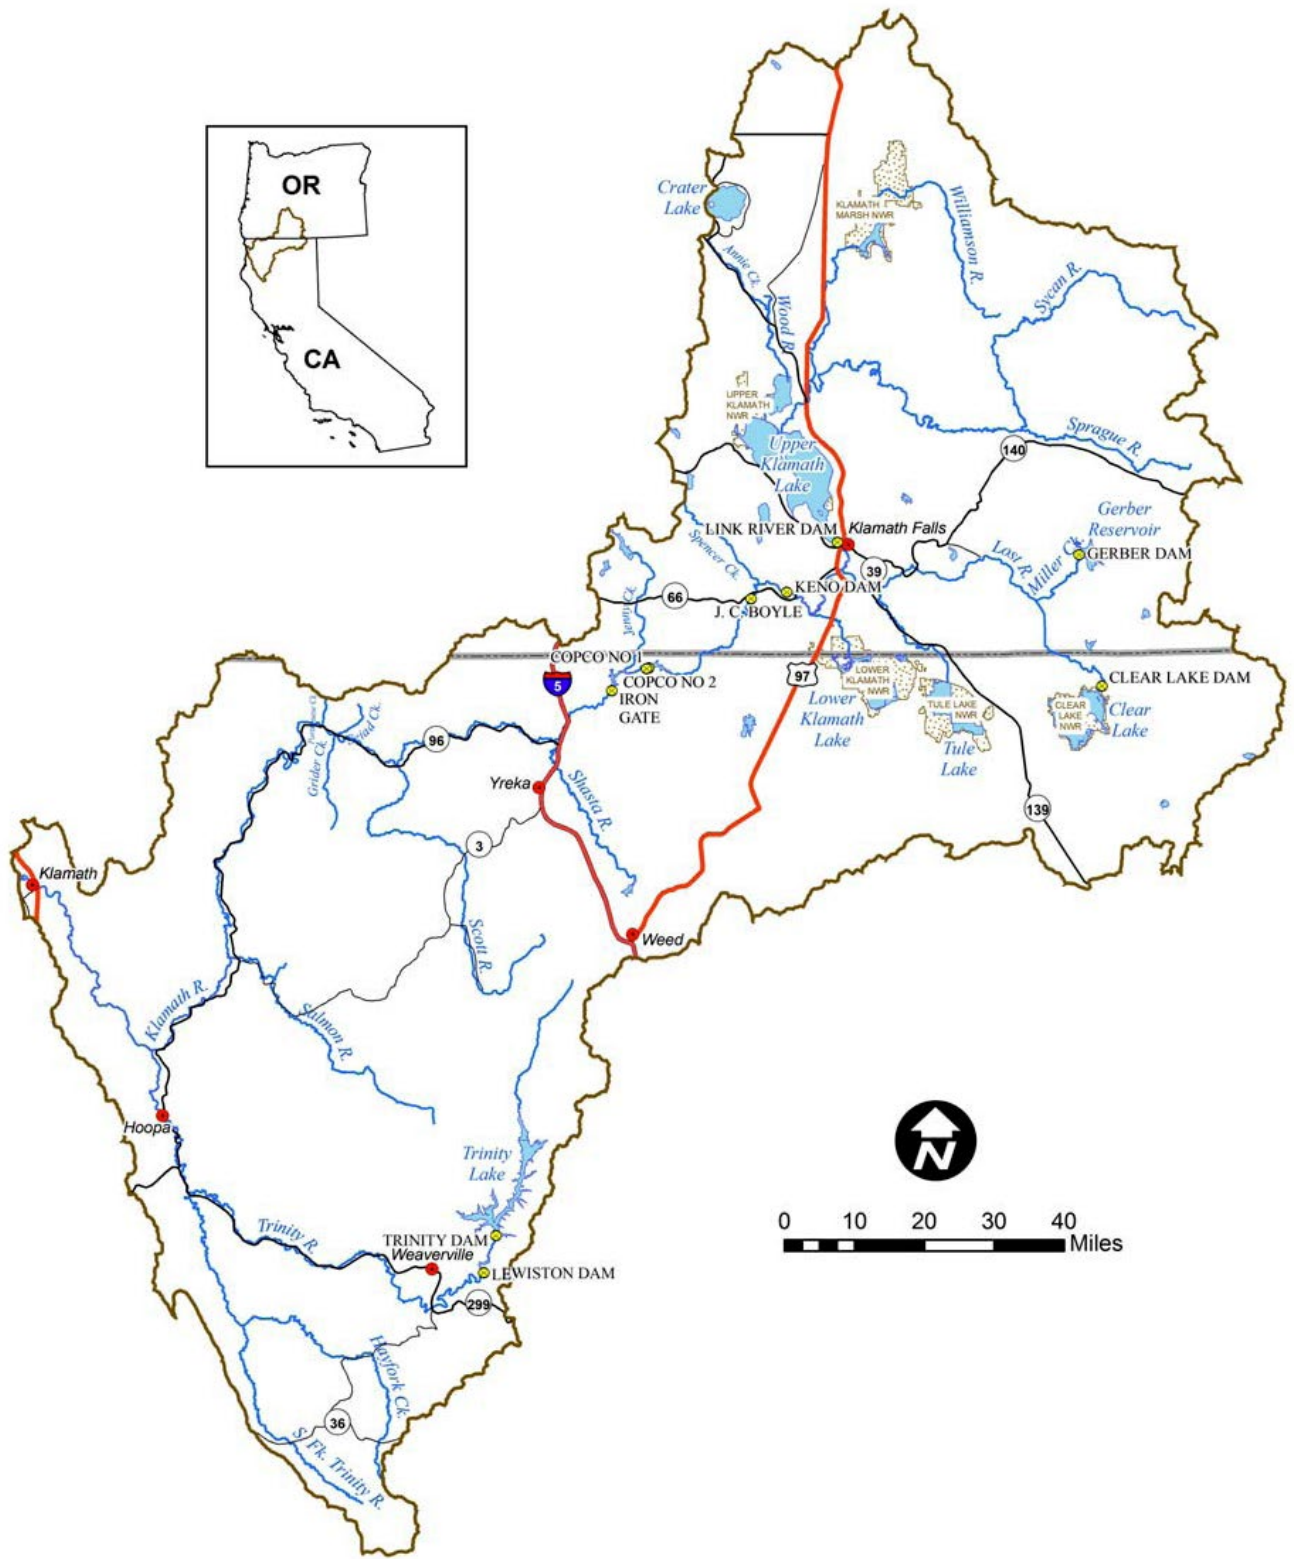 OR
CA
Crater
Lake
KLAMATH
MARSH NWR
Williamson R.
Annie Ck.
Wood R.
Sycan R.
UPPER
KLAMATH
NWR
Upper
Klamath
Lake
Sprague R.
140
Gerber
Reservoir
LINK RIVER DAM
Klamath Falls
Spencer Ck.
Lost R.
Miller Ck.
GERBER DAM
39
KENO DAM
66
J. C. BOYLE
Jenny Ck.
COPCO NO 1
COPCO NO 2
IRON
GATE
5
97
LOWER
KLAMATH
NWR
Lower
Klamath
Lake
TULE LAKE
NWR
Tule
Lake
CLEAR LAKE DAM
CLEAR
LAKE
NWR
Clear
Lake
Seiad Ck.
Grider Ck.
96
Yreka
Shasta R.
139
3
Klamath
Scott R.
Weed
Klamath R.
Salmon R.
Hoopa
Trinity
Lake
N
0 10 20 30 40
Miles
Trinity R.
TRINITY DAM
Weaverville
LEWISTON DAM
299
Hayfork Ck.
36
S. Fk. Trinity R.